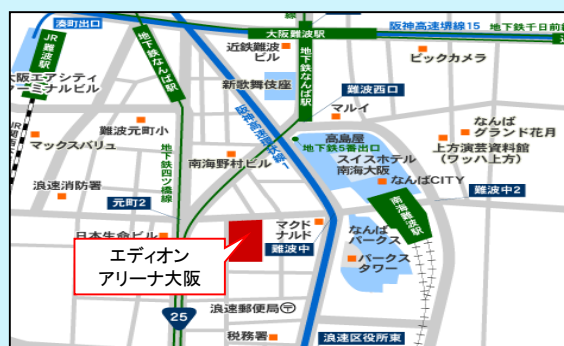 湊町出口
大阪難波駅
阪神高速堺線15
地下鉄千日前線
JR難波駅
地下鉄なんば駅
近鉄難波
ビル
地下鉄なんば駅
ビックカメラ
大阪エアシティ
ターミナルビル
新歌舞伎座
難波西口
マルイ
阪神高速環状線1
難波元町小
マックスバリュ
高島屋
地下鉄5番出口
なんば
グランド花月
上方演芸資料館
(ワッハ上方)
地下鉄四ツ橋線
南海野村ビル
スイスホテル
南海大阪
なんばCITY
浪速消防署
難波中2
元町2
南海難波駅
日本生命ビル
マクド
ナルド
難波中
なんば
パークス
エディオン
アリーナ大阪
パークス
タワー
浪速郵便局
25
税務署
浪速区役所東